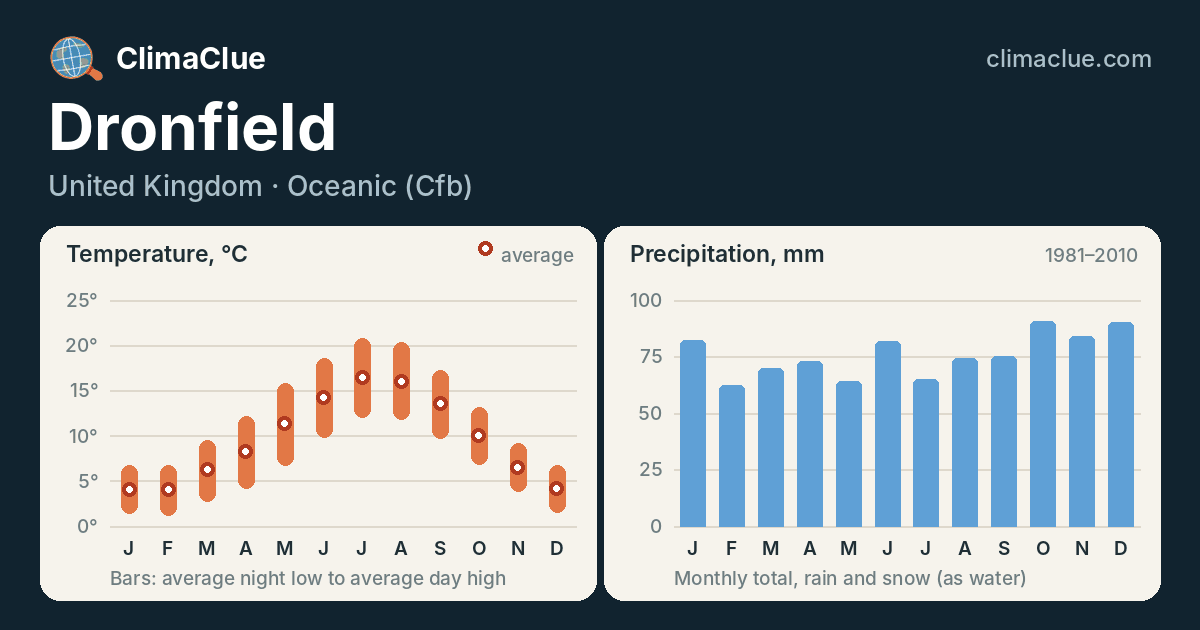 ClimaClue
climaclue.com
Dronfield
United Kingdom · Oceanic (Cfb)
Temperature, °C
average
25°
20°
15°
10°
5°
0°
J F M A M J J A S O N D
Bars: average night low to average day high
Precipitation, mm
1981–2010
100
75
50
25
0
J F M A M J J A S O N D
Monthly total, rain and snow (as water)